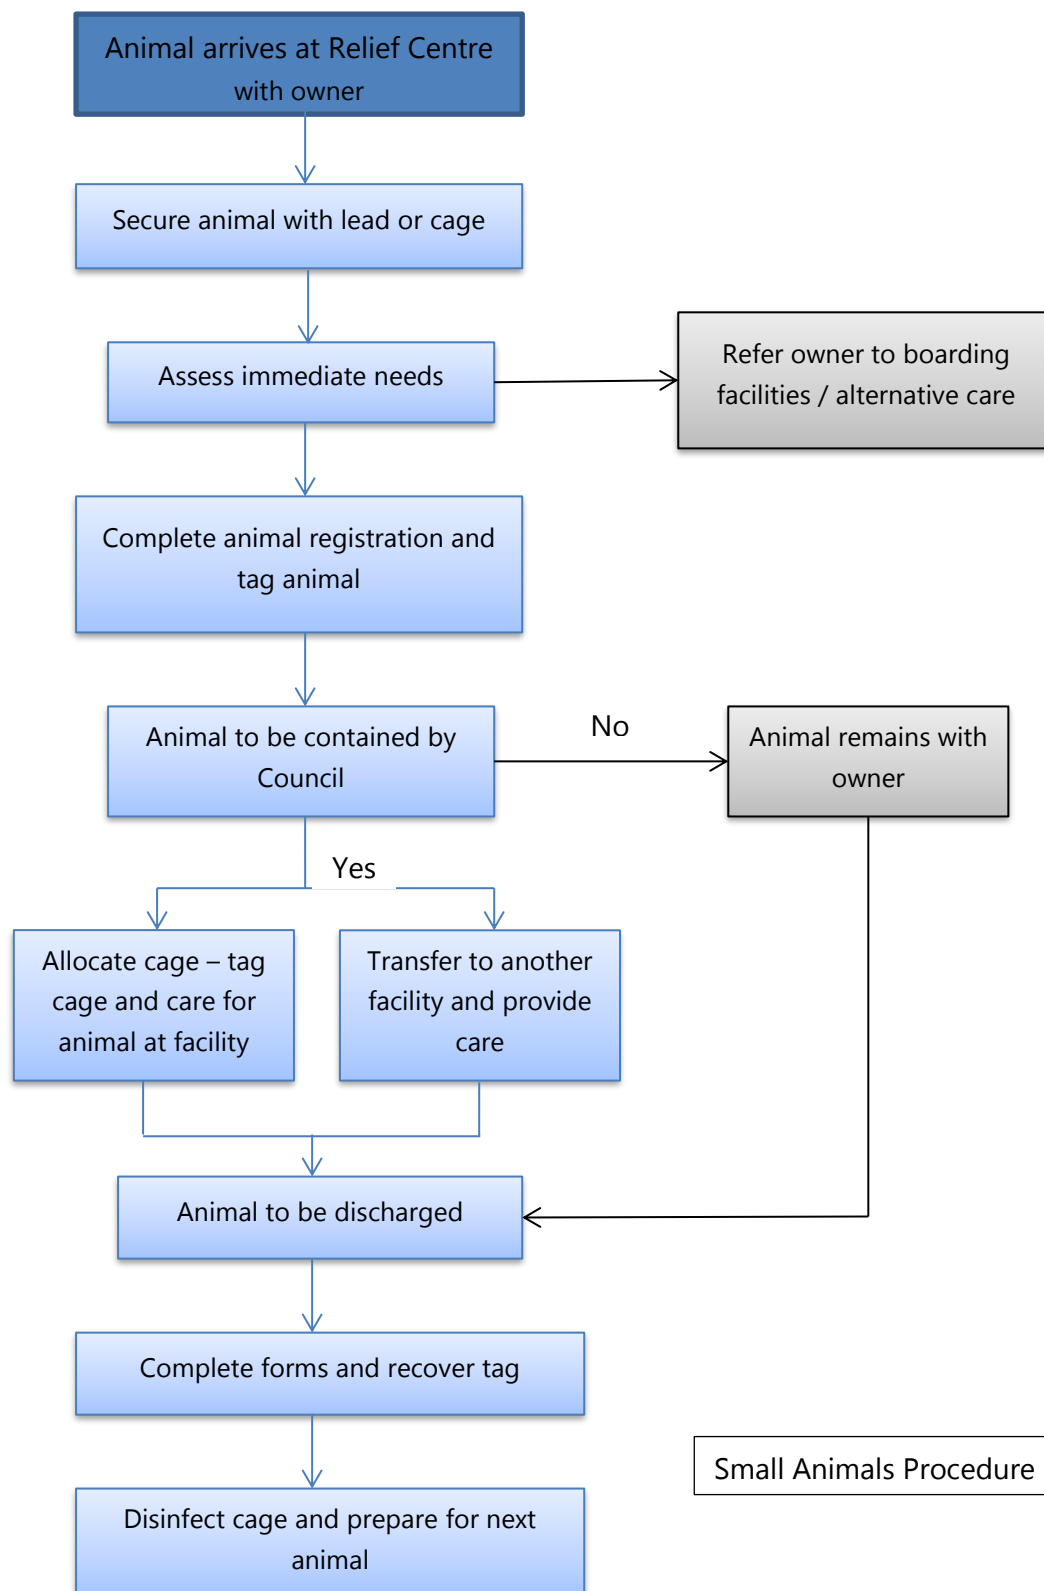 Animal arrives at Relief Centre
with owner
Secure animal with lead or cage
Assess immediate needs
Refer owner to boarding
facilities / alternative care
Complete animal registration and
tag animal
Animal to be contained by
Council
No
Animal remains with
owner
Yes
Allocate cage – tag
cage and care for
animal at facility
Transfer to another
facility and provide
care
Animal to be discharged
Complete forms and recover tag
Small Animals Procedure
Disinfect cage and prepare for next
animal